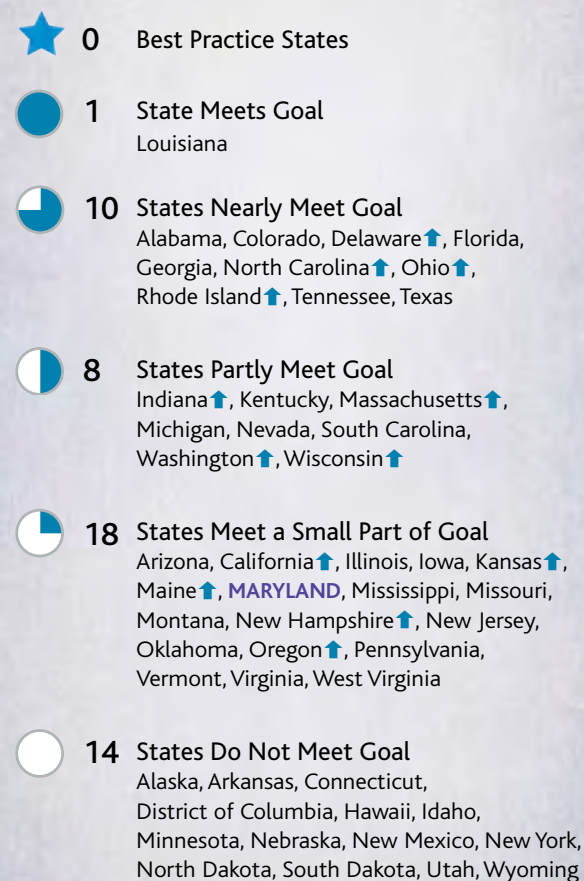 0 Best Practice States
1 State Meets Goal
Louisiana
10 States Nearly Meet Goal
Alabama, Colorado, Delaware⬆, Florida,
Georgia, North Carolina⬆, Ohio⬆,
Rhode Island⬆, Tennessee, Texas
8 States Partly Meet Goal
Indiana⬆, Kentucky, Massachusetts⬆,
Michigan, Nevada, South Carolina,
Washington⬆, Wisconsin⬆
18 States Meet a Small Part of Goal
Arizona, California⬆, Illinois, Iowa, Kansas⬆,
Maine⬆, MARYLAND, Mississippi, Missouri,
Montana, New Hampshire⬆, New Jersey,
Oklahoma, Oregon⬆, Pennsylvania,
Vermont, Virginia, West Virginia
14 States Do Not Meet Goal
Alaska, Arkansas, Connecticut,
District of Columbia, Hawaii, Idaho,
Minnesota, Nebraska, New Mexico, New York,
North Dakota, South Dakota, Utah, Wyoming